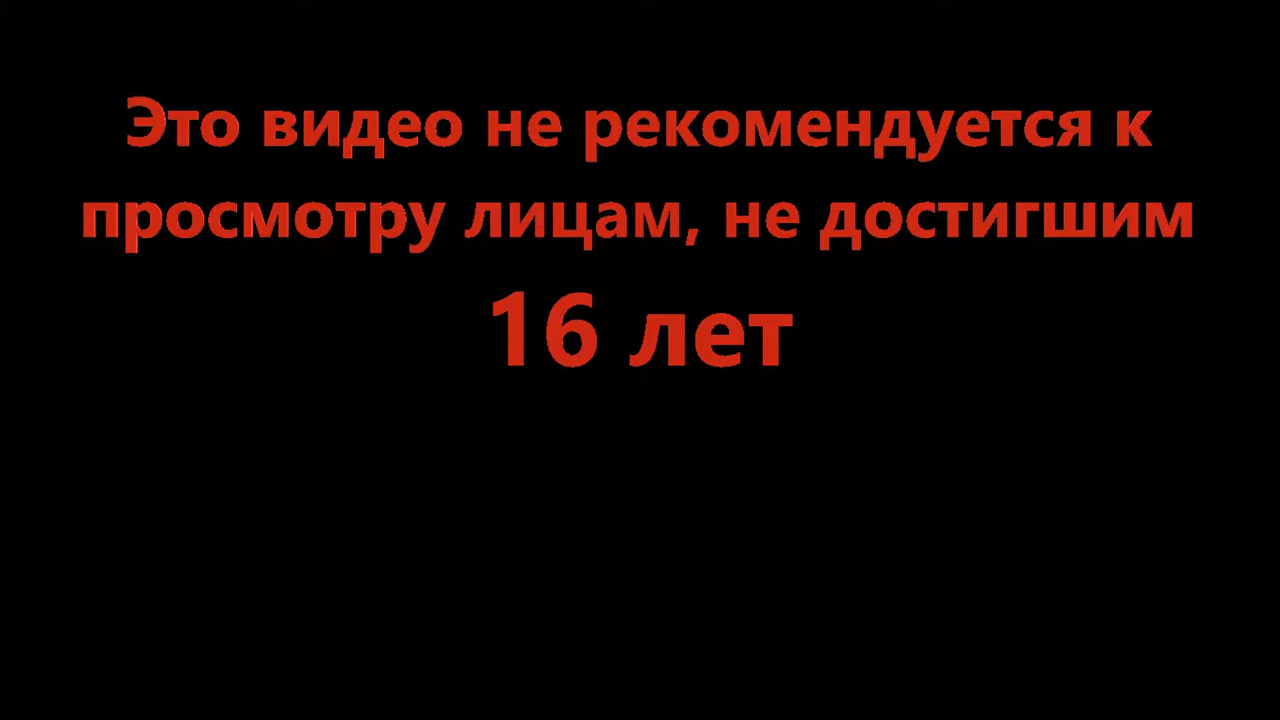 Это видео не рекомендуется к
просмотру лицам, не достигшим
16 лет